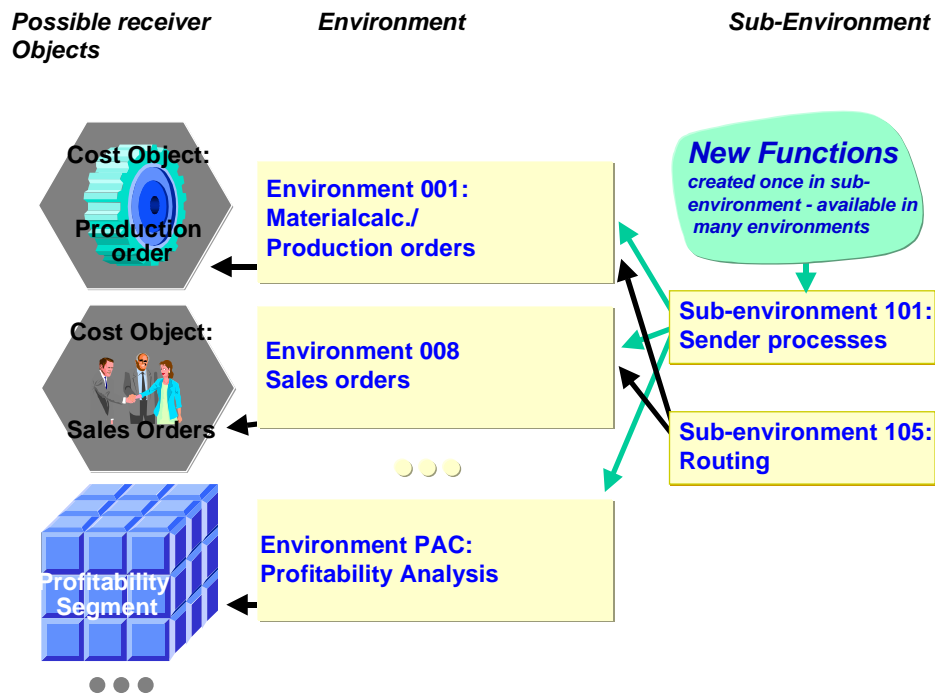 Possible receiver
Objects
Environment
Sub-Environment
Cost Object:
Production
order
Environment 001:
Materialcalc./
Production orders
New Functions
created once in sub-
environment - available in
many environments
Cost Object:
Sales Orders
Environment 008
Sales orders
Sub-environment 101:
Sender processes
Sub-environment 105:
Routing
Profitability
Segment
Environment PAC:
Profitability Analysis